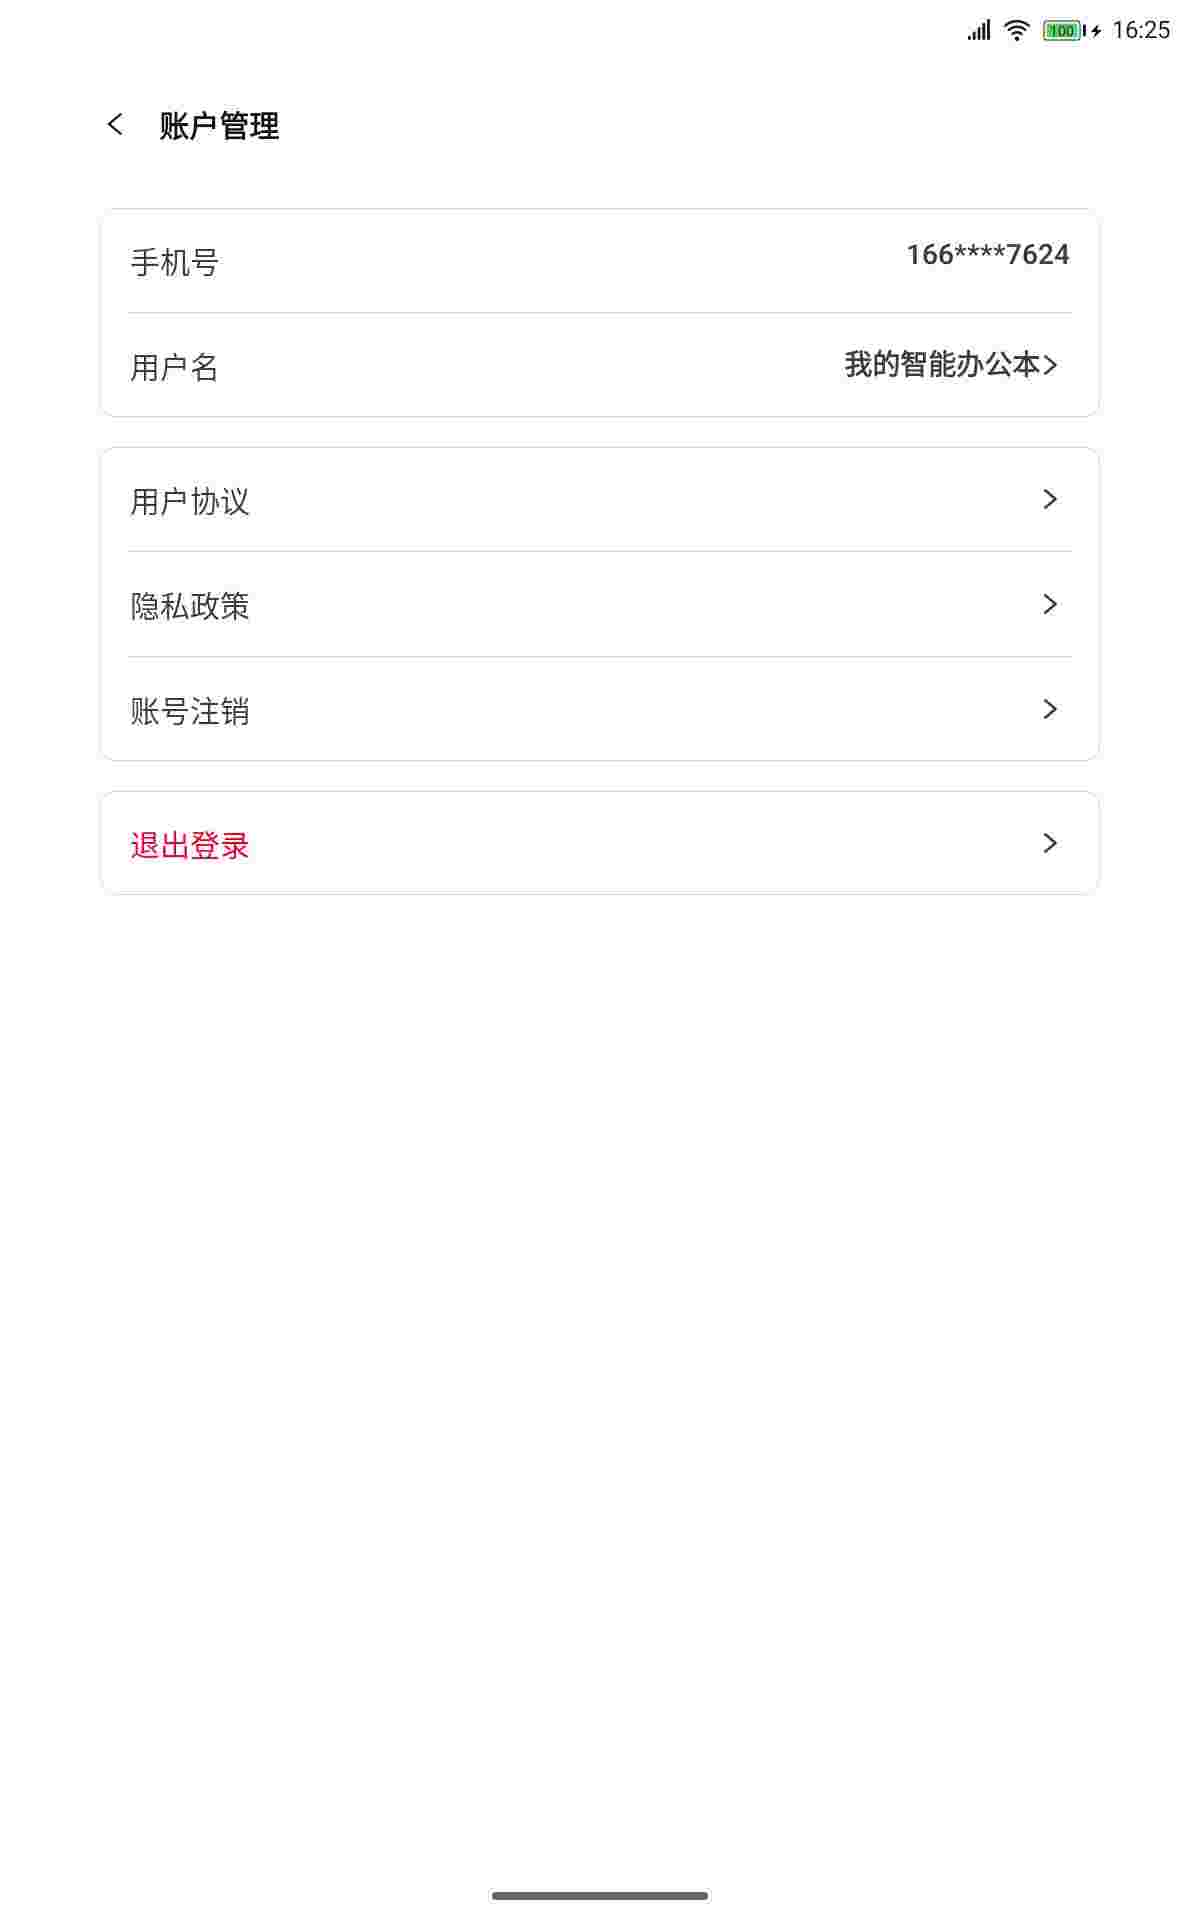 100 16:25
账户管理
手机号 166****7624
用户名 我的智能办公本
用户协议
隐私政策
账号注销
退出登录